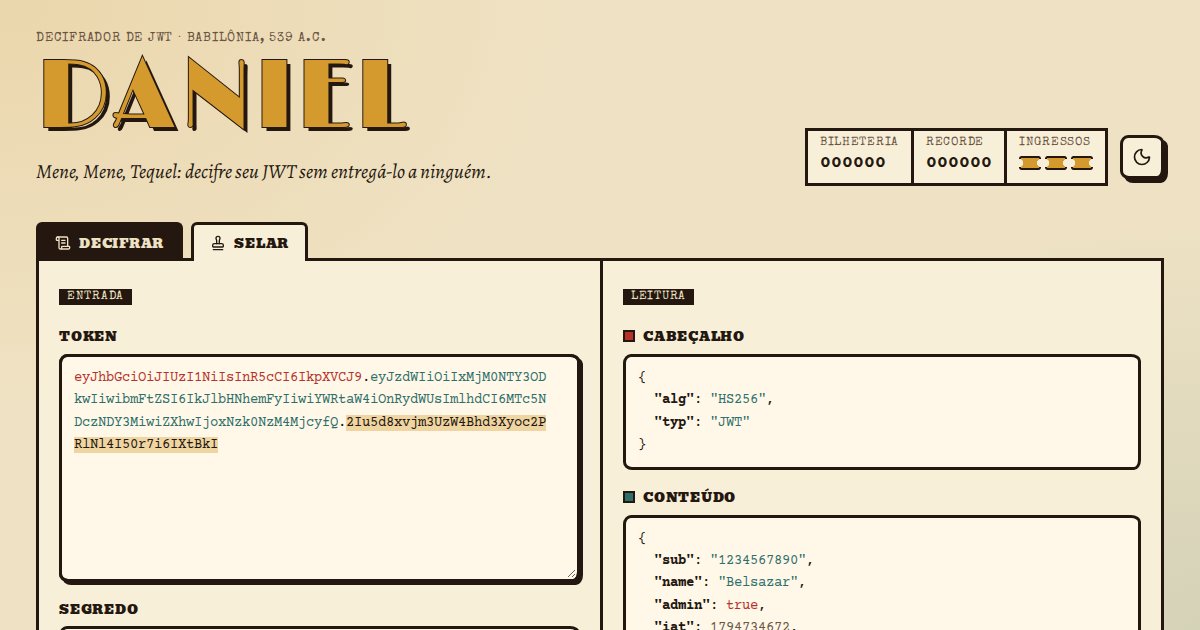 DECIFRADOR DE JWT · BABILÔNIA, 539 A.C.
DANIEL
Mene, Mene, Tequel: decifre seu JWT sem entregá-lo a ninguém.
BILHETERIA
000000
RECORDE
000000
INGRESSOS
DECIFRAR
SELAR
ENTRADA
TOKEN
eyJhbGciOiJIUzI1NiIsInR5cCI6IkpXVCJ9.eyJzdWIiOiIxMjM0NTY3OD
kwIiwibmFtZSI6IkJlbHNhemFyIiwiYWRtaW4iOnRydWUsImlhdCI6MTc5N
DczNDY3MiwiZXhwIjoxNzk0NzM4MjcyfQ.2Iu5d8xvjm3UzW4Bhd3Xyoc2P
RlNl4I50r7i6IXtBkI
SEGREDO
LEITURA
CABEÇALHO
{
"alg": "HS256",
"typ": "JWT"
}
CONTEÚDO
{
"sub": "1234567890",
"name": "Belsazar",
"admin": true,
"iat": 1794734672,